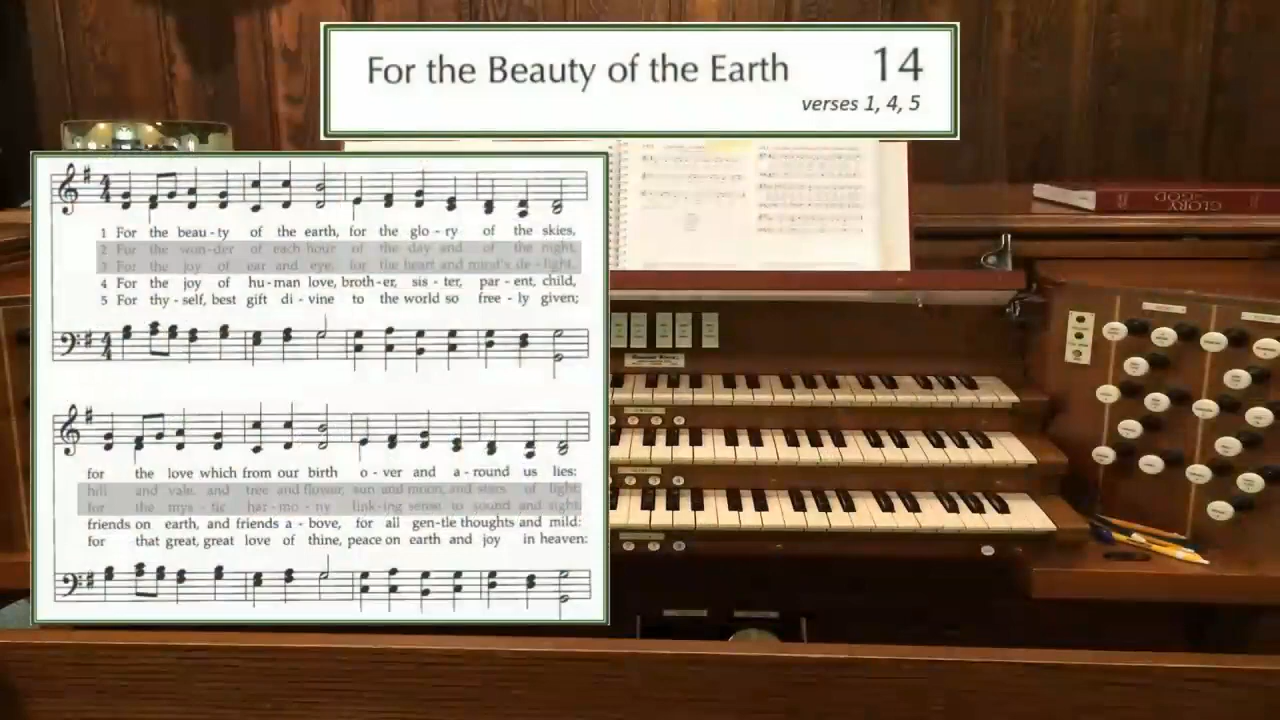 For the Beauty of the Earth 14
verses 1, 4, 5
1 For the beau - ty of the earth, for the glo - ry of the skies,
2 For the won-der of each hour of the day and of the night,
3 For the joy of ear and eye, for the heart and mind's de - light,
4 For the joy of hu - man love, broth - er, sis - ter, par - ent, child,
5 For thy - self, best gift di - vine to the world so free - ly given;
for the love which from our birth o - ver and a - round us lies:
hill and vale, and tree and flower, sun and moon, and stars of light:
for the mys - tic har - mo - ny link-ing sense to sound and sight:
friends on earth, and friends a - bove, for all gen-tle thoughts and mild:
for that great, great love of thine, peace on earth and joy in heaven:
GLORY to GOD